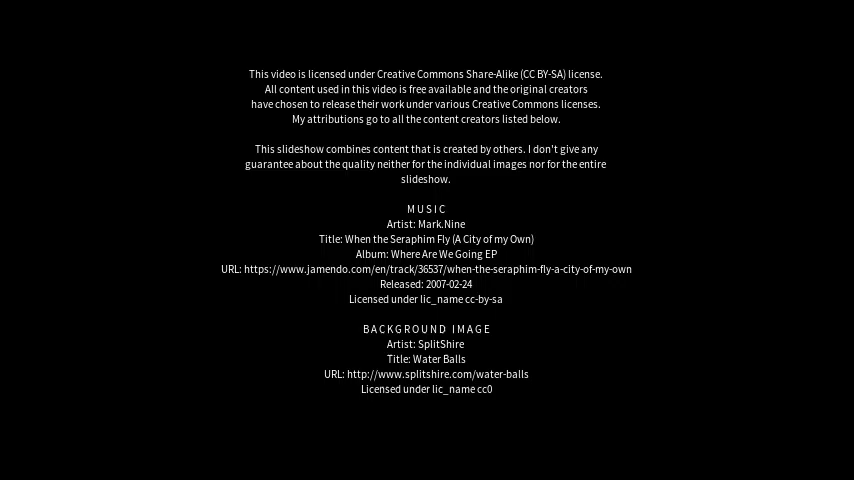 This video is licensed under Creative Commons Share-Alike (CC BY-SA) license.
All content used in this video is free available and the original creators
have chosen to release their work under various Creative Commons licenses.
My attributions go to all the content creators listed below.
This slideshow combines content that is created by others. I don't give any
guarantee about the quality neither for the individual images nor for the entire
slideshow.
MUSIC
Artist: Mark.Nine
Title: When the Seraphim Fly (A City of my Own)
Album: Where Are We Going EP
URL: https://www.jamendo.com/en/track/36537/when-the-seraphim-fly-a-city-of-my-own
Released: 2007-02-24
Licensed under lic_name cc-by-sa
BACKGROUND IMAGE
Artist: SplitShire
Title: Water Balls
URL: http://www.splitshire.com/water-balls
Licensed under lic_name cc0